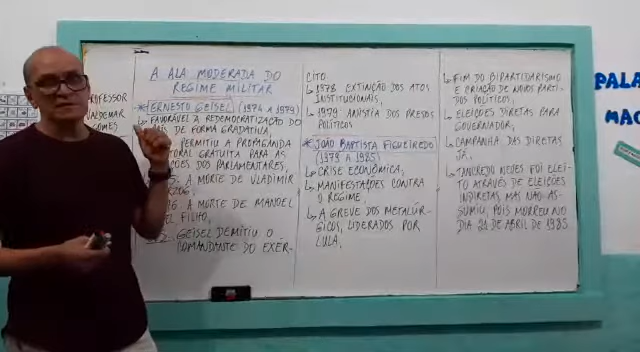 A ALA MODERADA DO
REGIME MILITAR
PROFESSOR
VALDEMAR
GOMES
* ERNESTO GEISEL (1974 A 1979)
↳ FAVORÁVEL A REDEMOCRATIZAÇÃO DO
DE FORMA GRADATIVA,
PERMITIU A PROPAGANDA
GRATUITA PARA AS
DOS PARLAMENTARES,
A MORTE DE VLADIMIR
A MORTE DE MANOEL
FILHO,
GEISEL DEMITIU O
COMANDANTE DO EXÉR-
CITO
↳ 1978 EXTINÇÃO DOS ATOS
INSTITUCIONAIS,
↳ 1979 ANISTIA DOS PRESOS
POLÍTICOS
* JOÃO BAPTISTA FIGUEIREDO
(1979 A 1985)
↳ CRISE ECONÔMICA,
↳ MANIFESTAÇÕES CONTRA
O REGIME,
↳ A GREVE DOS METALÚR-
GICOS, LIDERADOS POR
LULA,
↳ FIM DO BIPARTIDARISMO
E CRIAÇÃO DE NOVOS PARTI-
DOS POLÍTICOS,
↳ ELEIÇÕES DIRETAS PARA
GOVERNADOR,
↳ CAMPANHA DAS DIRETAS
JÁ,
↳ TANCREDO NEVES FOI ELEI-
TO ATRAVÉS DE ELEIÇÕES
INDIRETAS, MAS NÃO AS-
SUMIU, POIS MORREU NO
DIA 21 DE ABRIL DE 1985